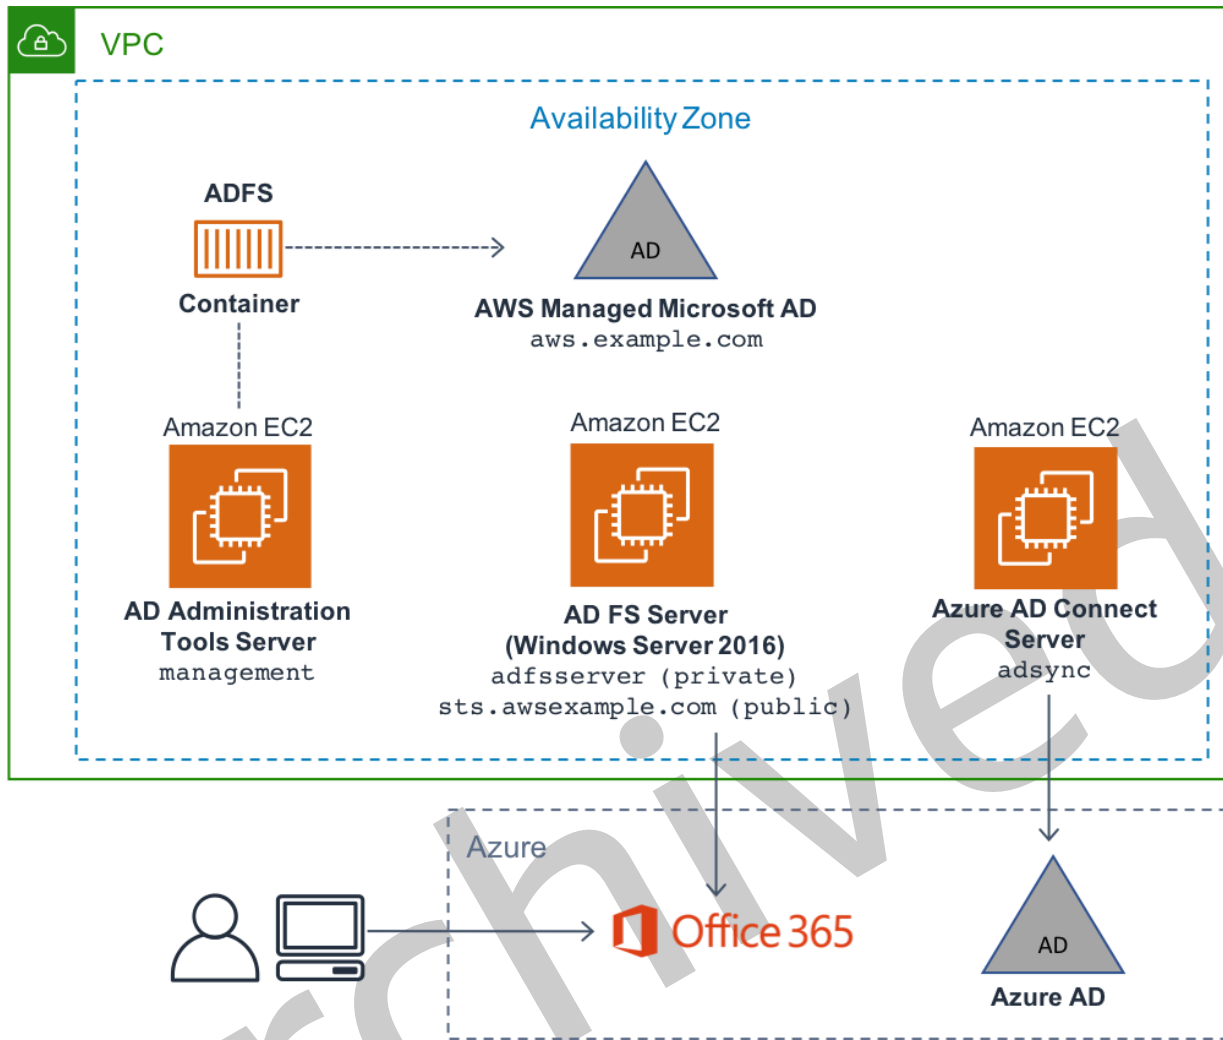 VPC
Availability Zone
ADFS
Container
AD
AWS Managed Microsoft AD
aws.example.com
Amazon EC2
AD Administration
Tools Server
management
Amazon EC2
AD FS Server
(Windows Server 2016)
adfsserver (private)
sts.awsexample.com (public)
Amazon EC2
Azure AD Connect
Server
adsync
Azure
Office 365
AD
Azure AD
rchived